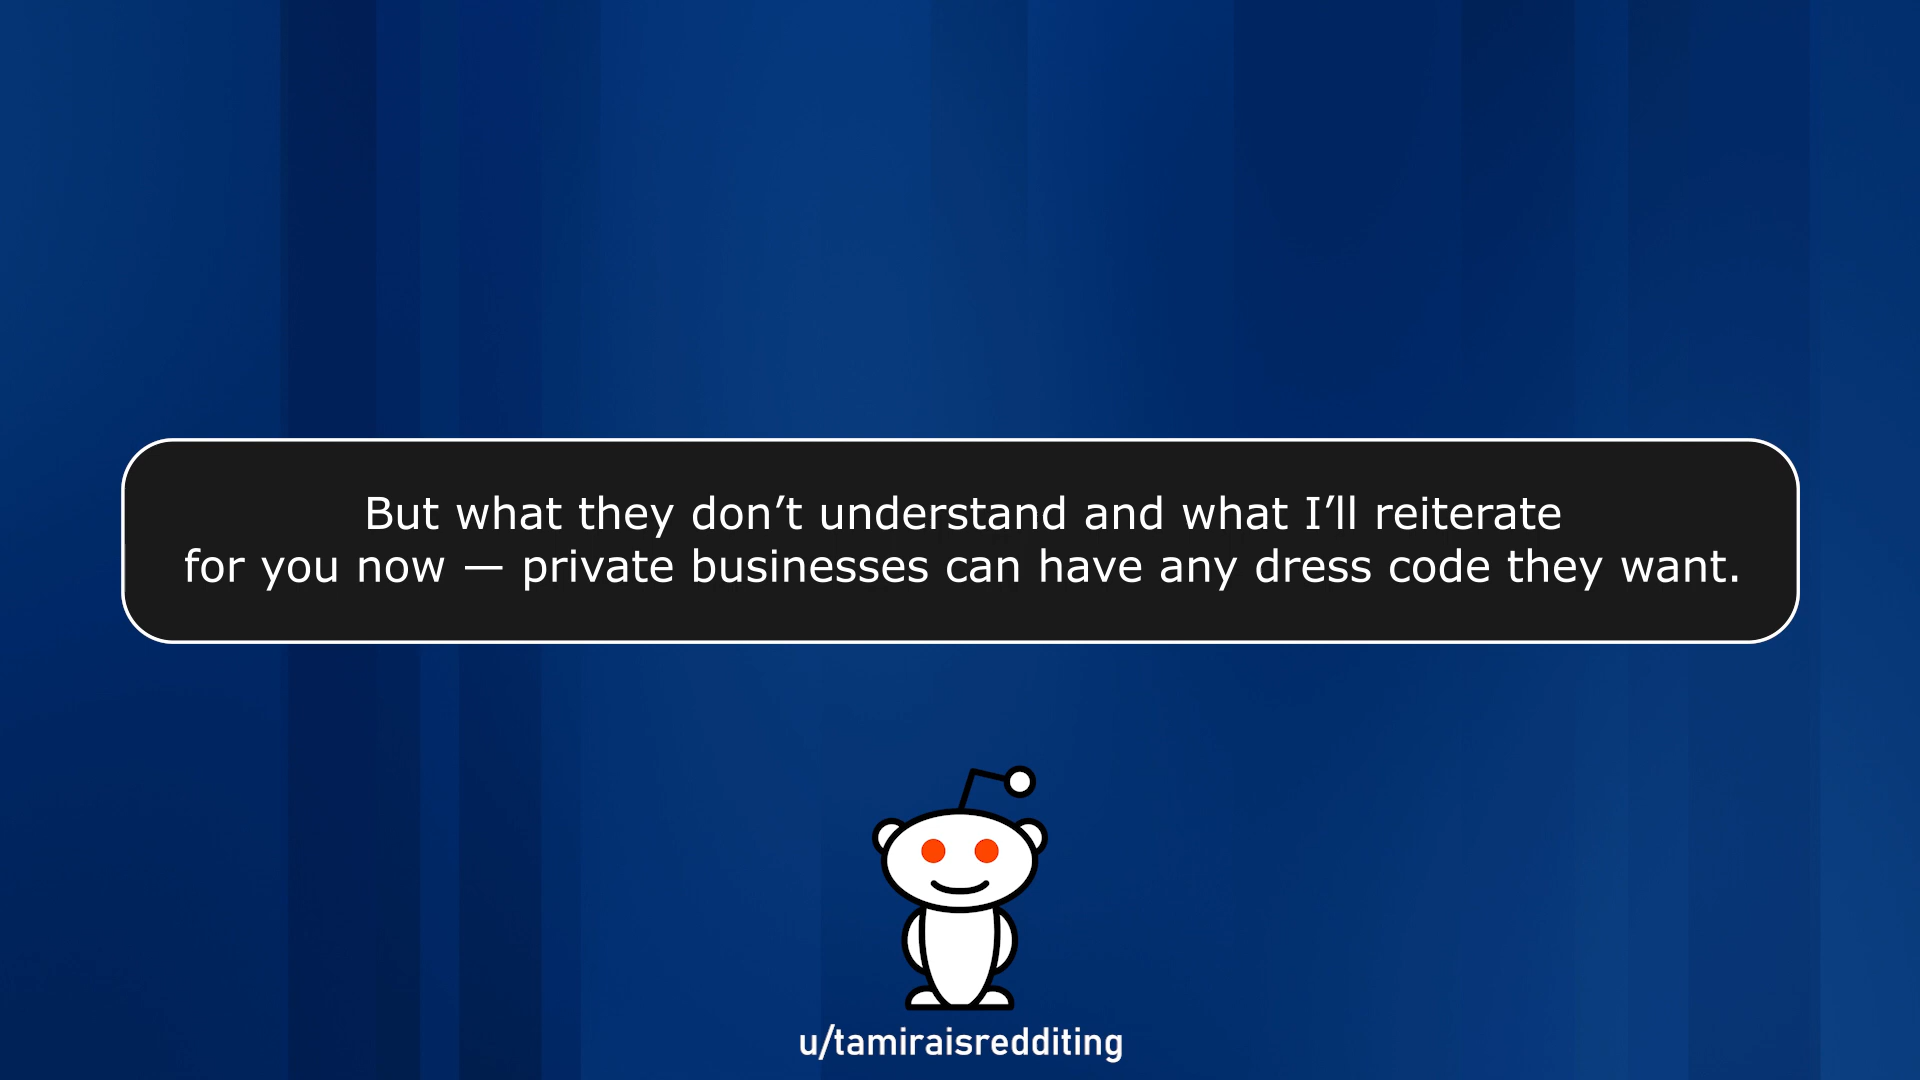 But what they don’t understand and what I’ll reiterate
for you now — private businesses can have any dress code they want.
u/tamiraisredditing